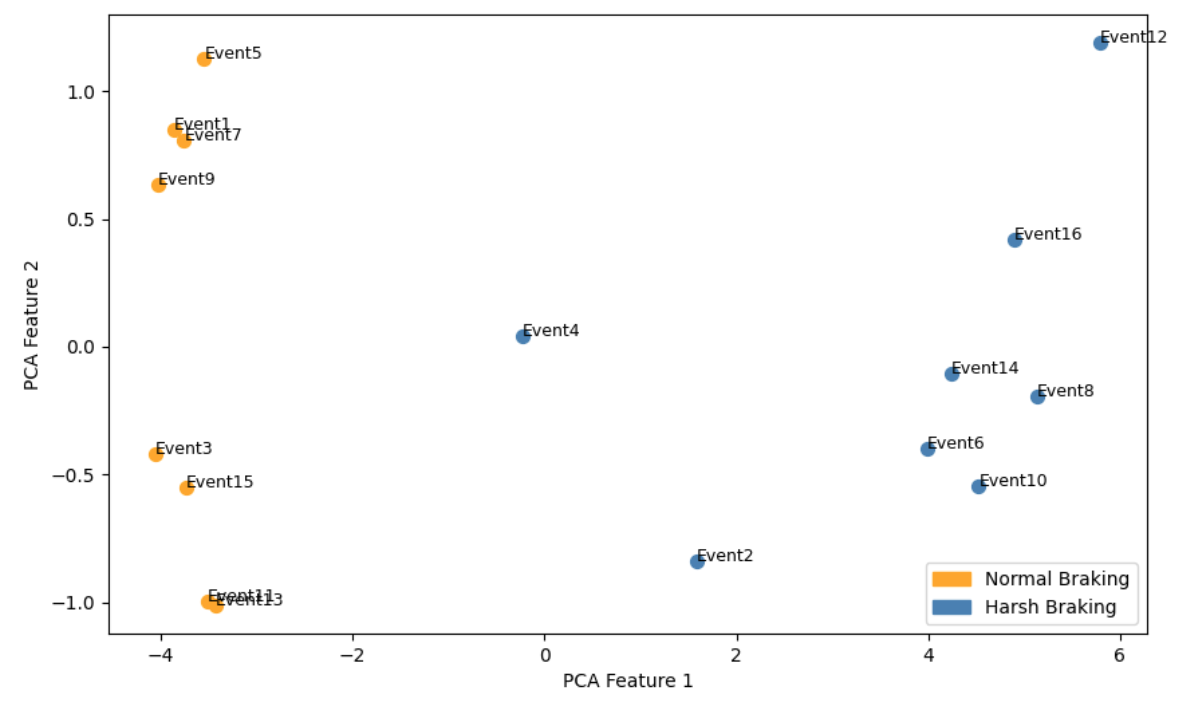 Event12
Event5
1.0
Event1
Event7
Event9
0.5
Event16
Event4
0.0
Event14
Event8
Event3
Event6
Event15
Event10
−0.5
Event2
Event11
Event13
−1.0
Normal Braking
Harsh Braking
−4
−2
0
2
4
6
PCA Feature 1
PCA Feature 2